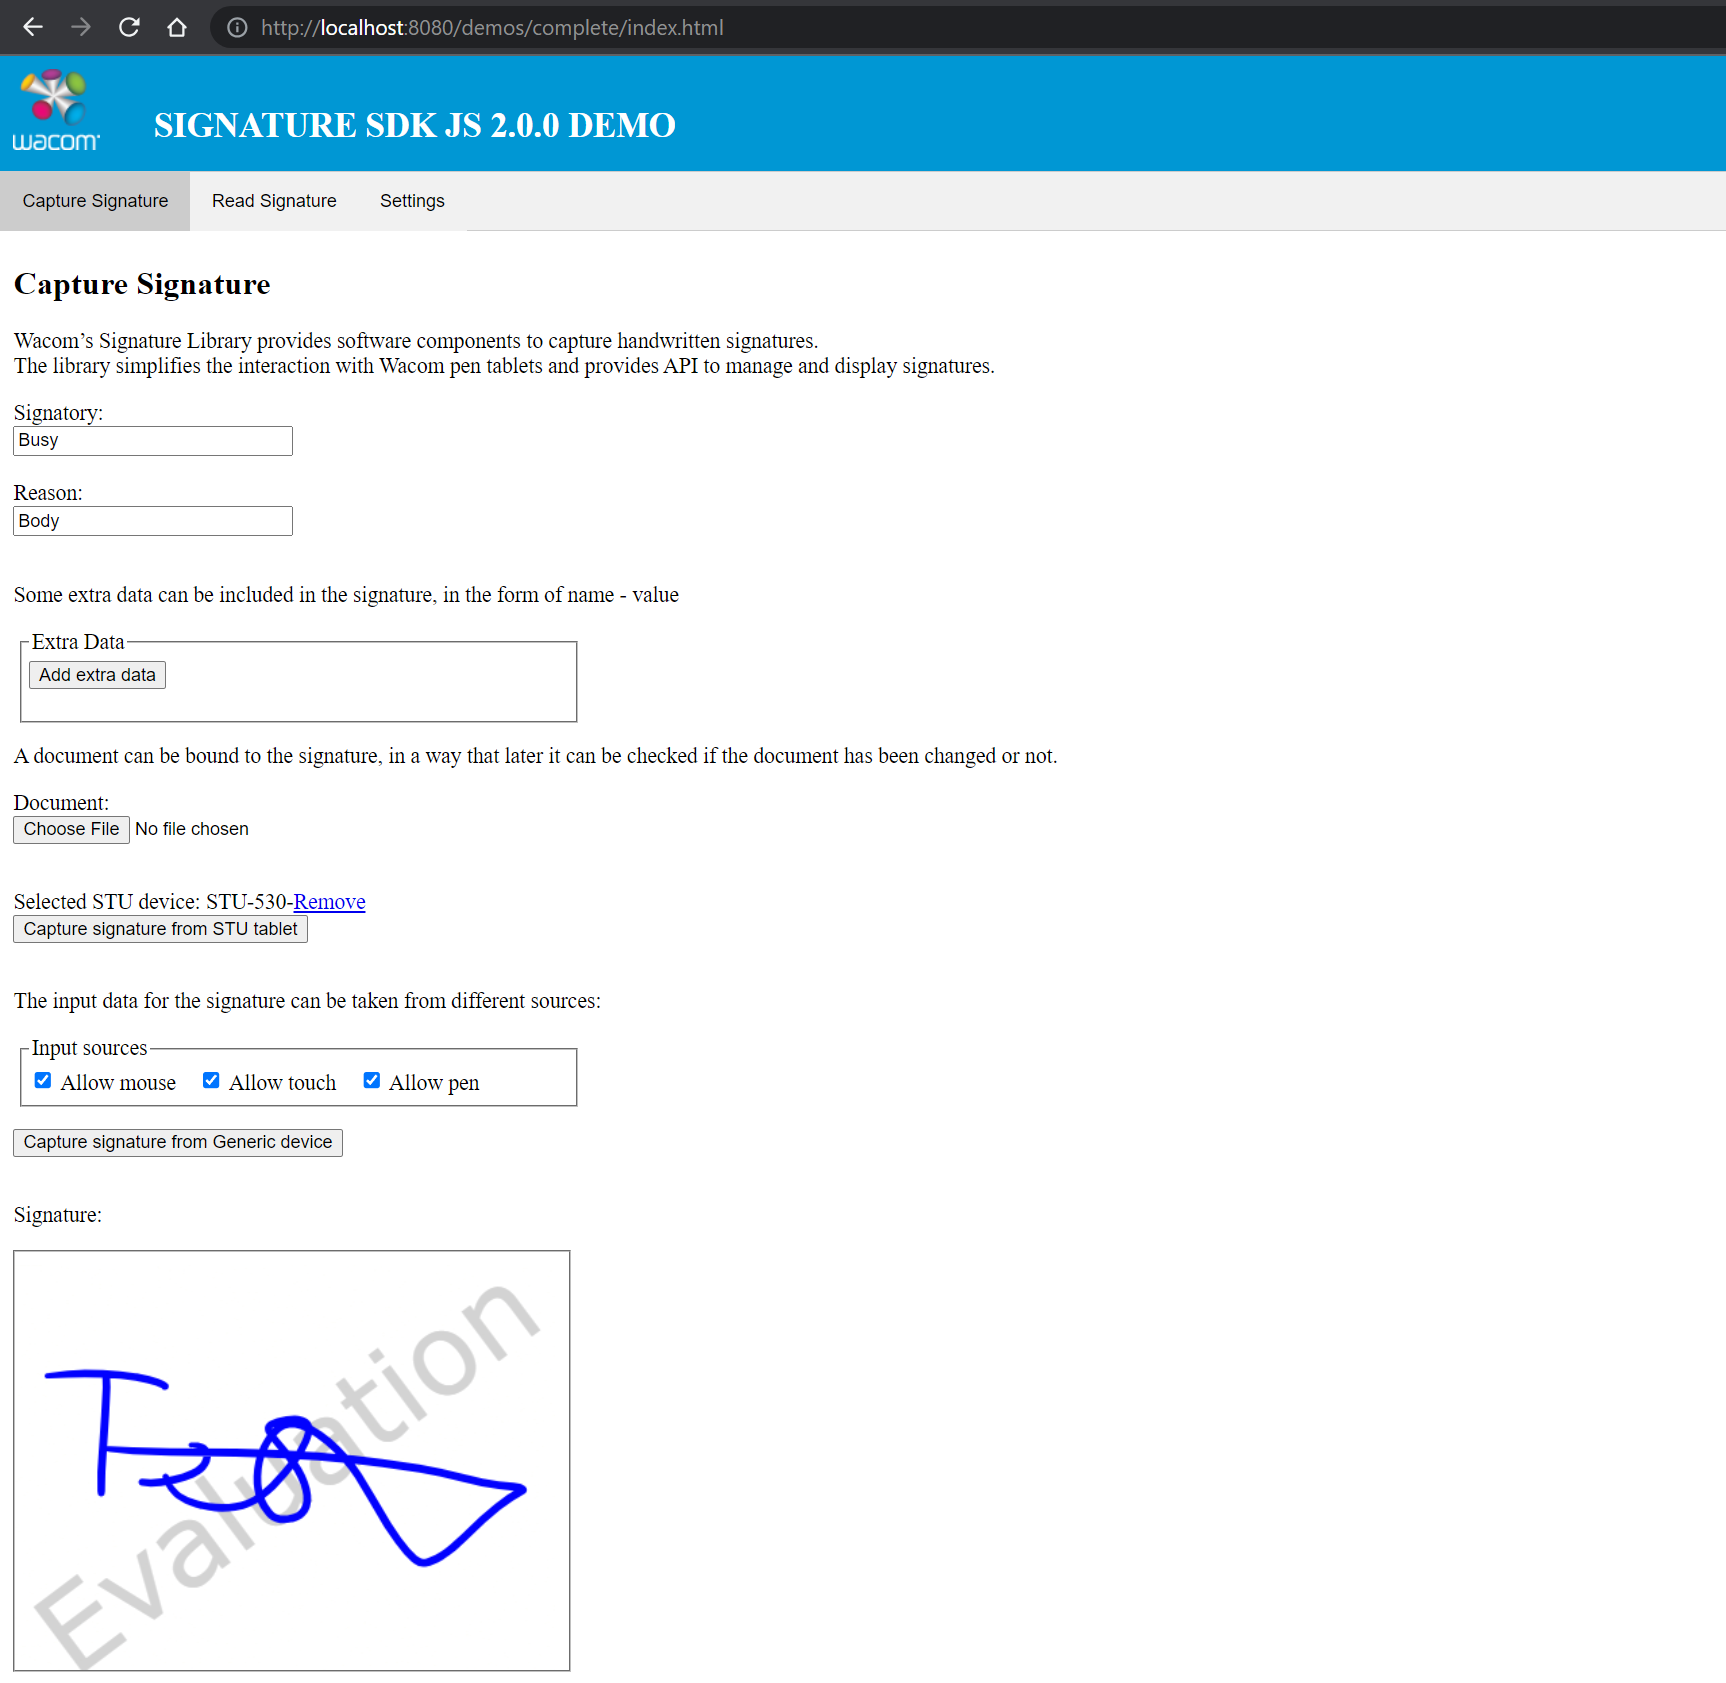 http://localhost:8080/demos/complete/index.html
wacom
SIGNATURE SDK JS 2.0.0 DEMO
Capture Signature Read Signature Settings
Capture Signature
Wacom’s Signature Library provides software components to capture handwritten signatures.
The library simplifies the interaction with Wacom pen tablets and provides API to manage and display signatures.
Signatory:
Busy
Reason:
Body
Some extra data can be included in the signature, in the form of name - value
Extra Data
Add extra data
A document can be bound to the signature, in a way that later it can be checked if the document has been changed or not.
Document:
Choose File No file chosen
Selected STU device: STU-530-Remove
Capture signature from STU tablet
The input data for the signature can be taken from different sources:
Input sources
Allow mouse Allow touch Allow pen
Capture signature from Generic device
Signature:
Evaluation